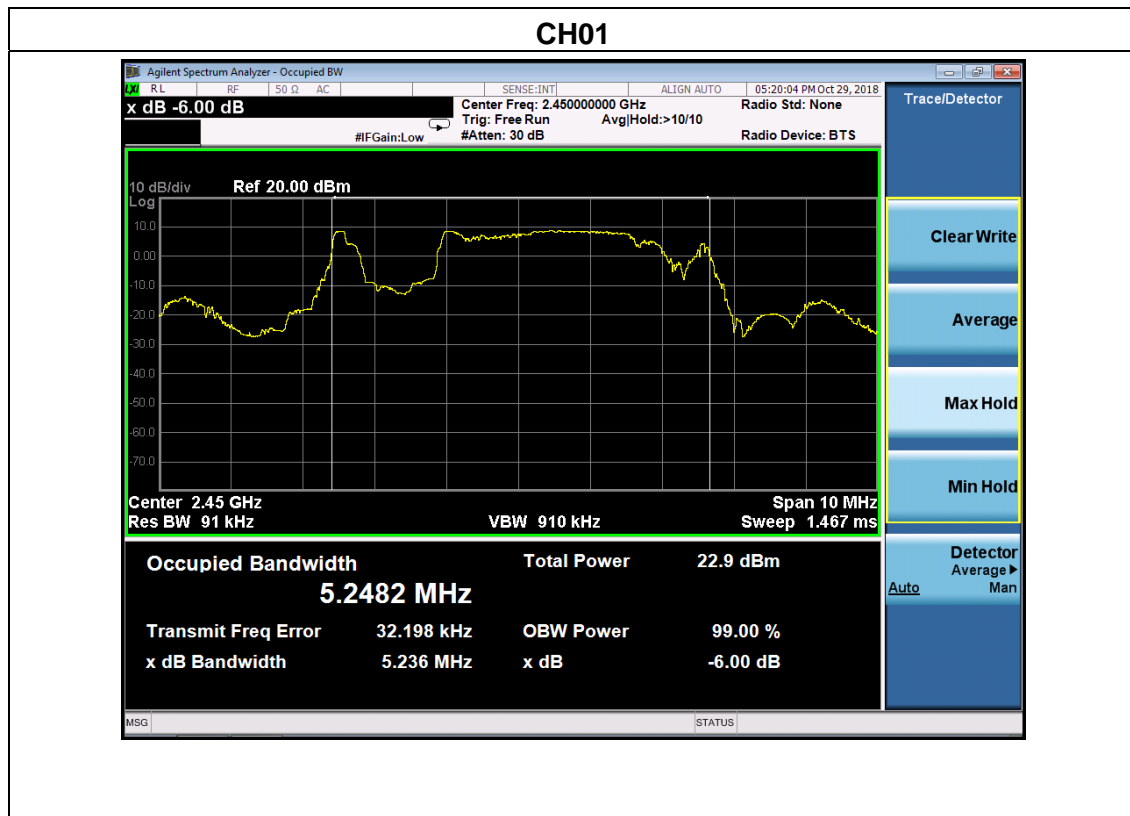 CH01
Agilent Spectrum Analyzer - Occupied BW
LXI RL RF 50 Ω AC SENSE:INT ALIGN AUTO 05:20:04 PM Oct 29, 2018
x dB -6.00 dB
Center Freq: 2.450000000 GHz Radio Std: None
Trig: Free Run Avg|Hold:>10/10
#IFGain:Low #Atten: 30 dB Radio Device: BTS
Trace/Detector
10 dB/div Ref 20.00 dBm
Log
10.0
0.00
-10.0
-20.0
-30.0
-40.0
-50.0
-60.0
-70.0
Center 2.45 GHz Span 10 MHz
Res BW 91 kHz VBW 910 kHz Sweep 1.467 ms
Clear Write
Average
Max Hold
Min Hold
Detector
Average
Auto Man
Occupied Bandwidth Total Power 22.9 dBm
5.2482 MHz
Transmit Freq Error 32.198 kHz OBW Power 99.00 %
x dB Bandwidth 5.236 MHz x dB -6.00 dB
MSG STATUS